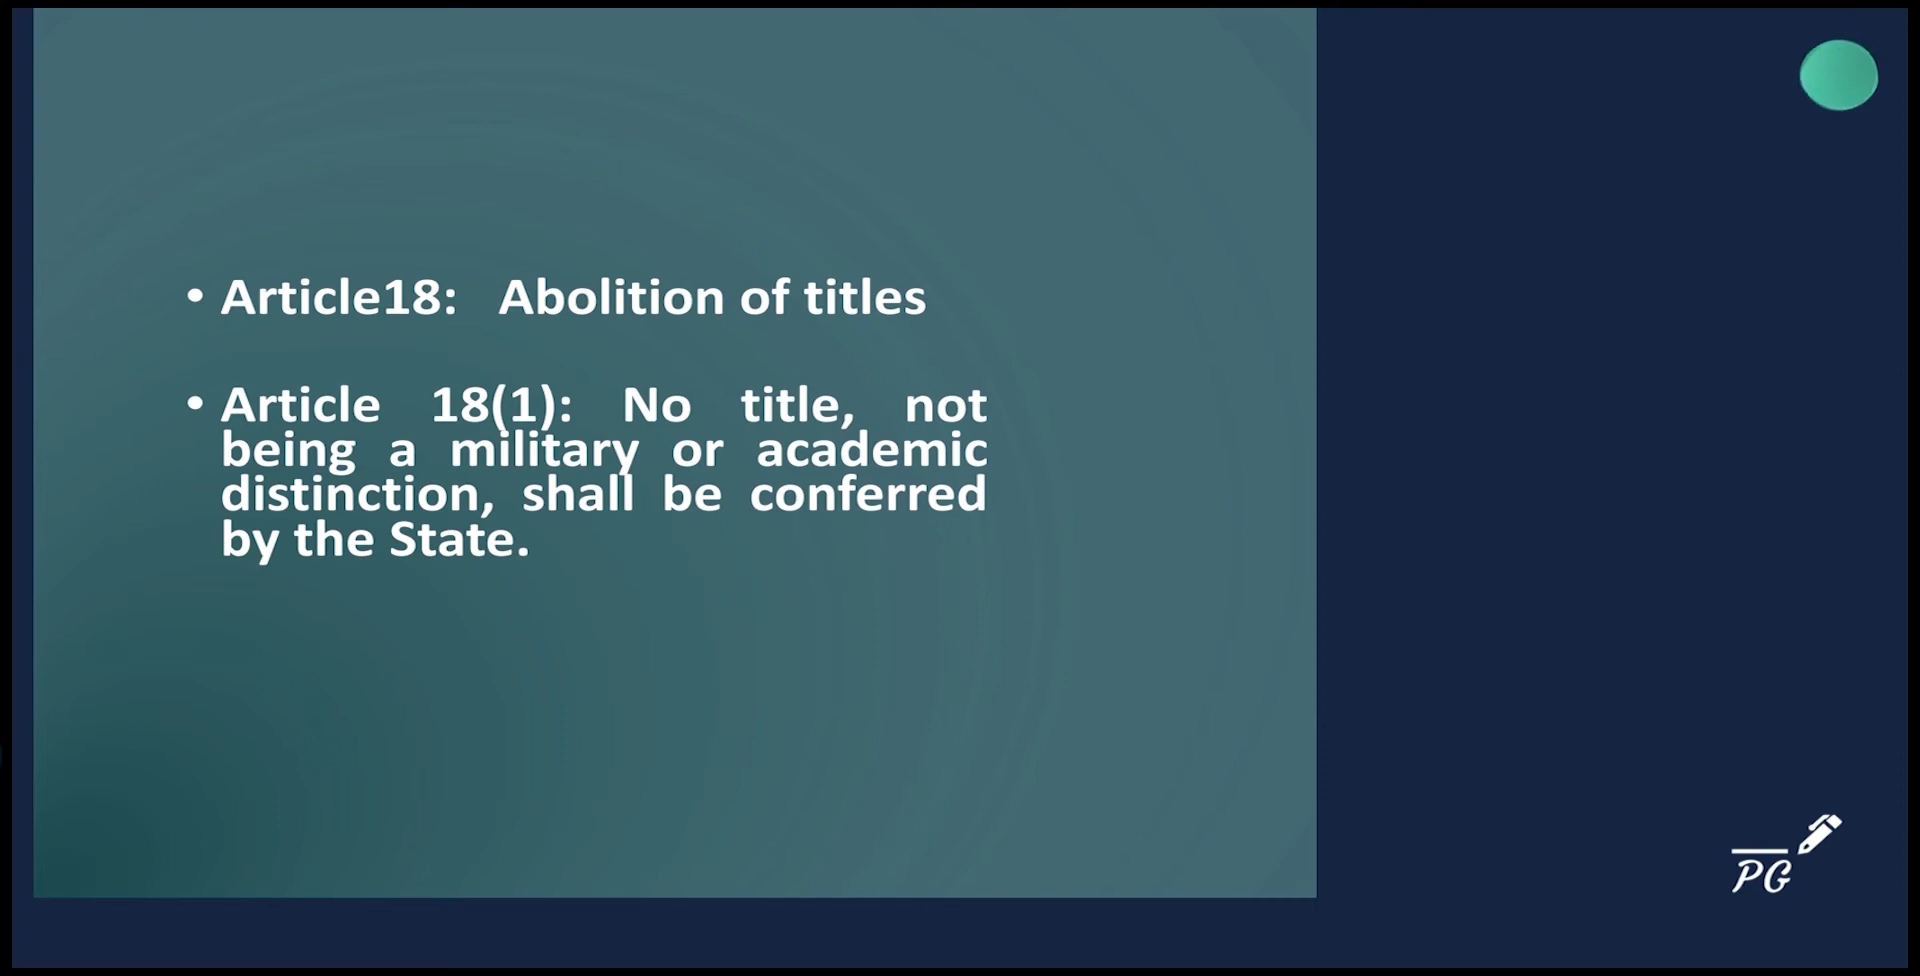 • Article18: Abolition of titles
• Article 18(1): No title, not
being a military or academic
distinction, shall be conferred
by the State.
PG